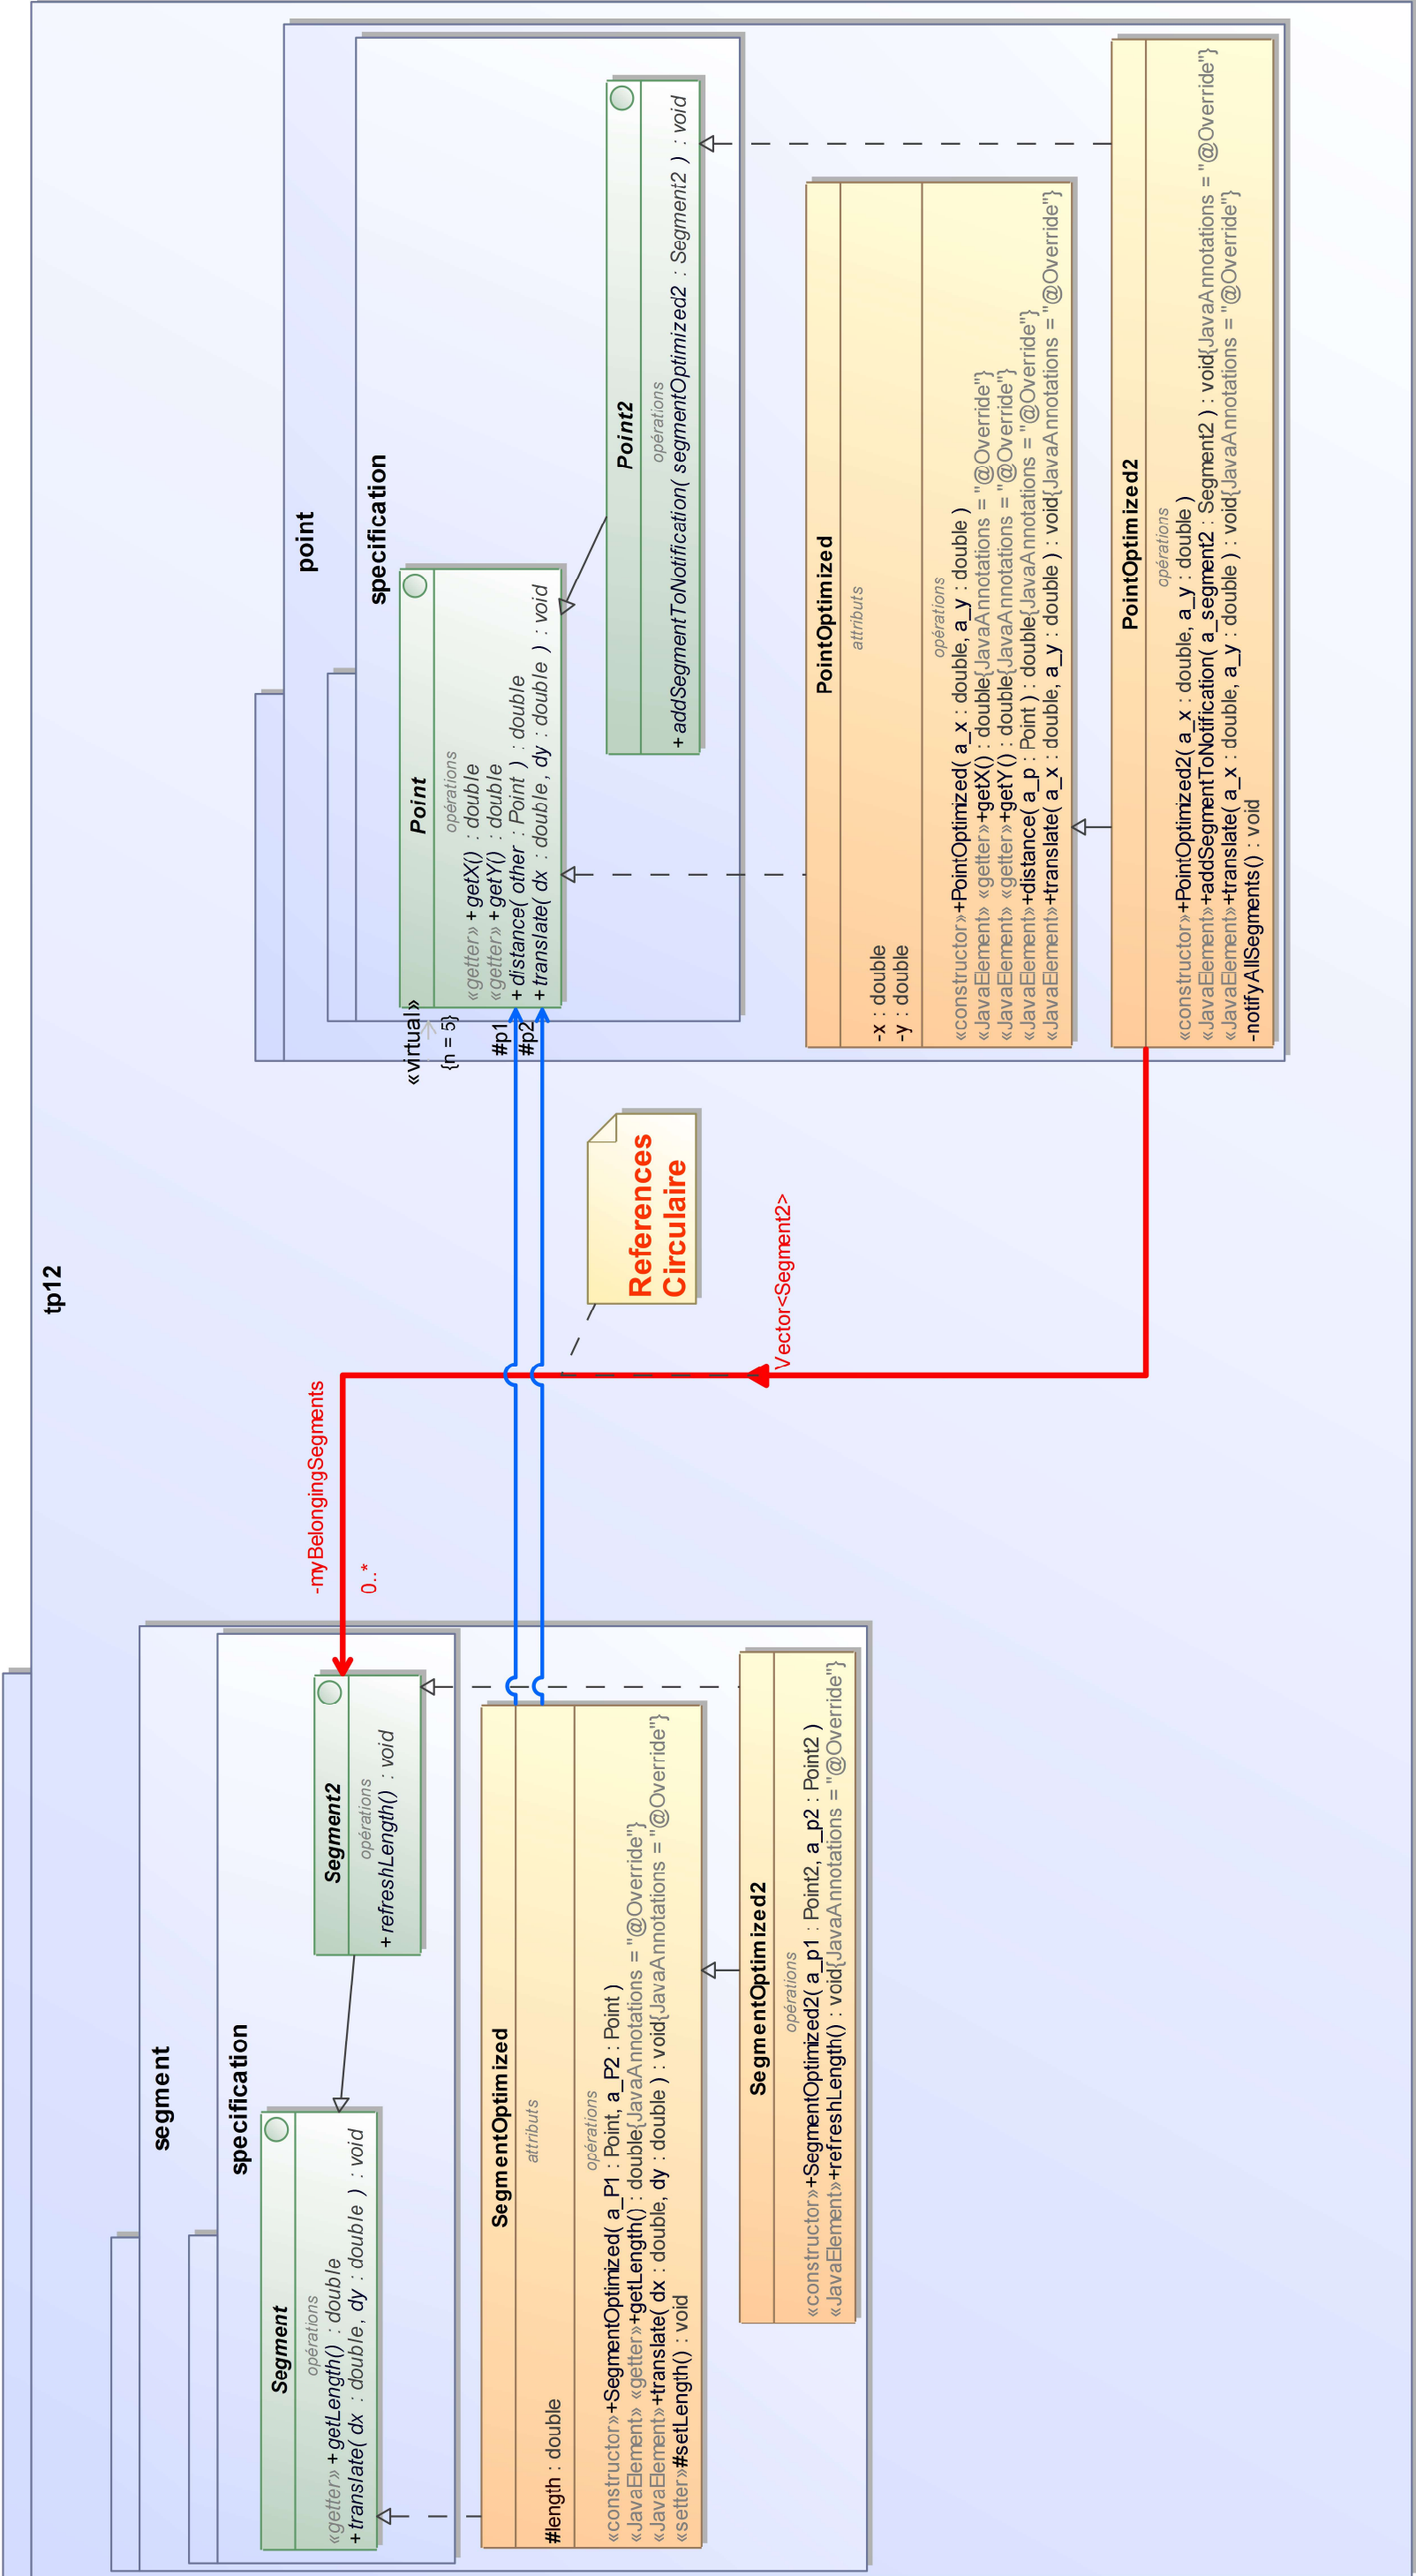 tp12
segment
specification
Segment
opérations
«getter» +getLength() : double
+translate( dx : double, dy : double ) : void
Segment2
opérations
+refreshLength() : void
SegmentOptimized
attributs
#length : double
opérations
«constructor»+SegmentOptimized( a_P1 : Point, a_P2 : Point )
«JavaElement» «getter»+getLength() : double{JavaAnnotations = "@Override"}
«JavaElement»+translate( dx : double, dy : double ) : void{JavaAnnotations = "@Override"}
«setter»#setLength() : void
SegmentOptimized2
opérations
«constructor»+SegmentOptimized2( a_p1 : Point2, a_p2 : Point2 )
«JavaElement»+refreshLength() : void{JavaAnnotations = "@Override"}
-myBelongingSegments
0..*
References
Circulaire
Vector<Segment2>
point
specification
«virtual»
{n = 5}
#p1
#p2
Point
opérations
«getter» +getX() : double
«getter» +getY() : double
+distance( other : Point ) : double
+translate( dx : double, dy : double ) : void
Point2
opérations
+addSegmentToNotification( segmentOptimized2 : Segment2 ) : void
PointOptimized
attributs
-x : double
-y : double
opérations
«constructor»+PointOptimized( a_x : double, a_y : double )
«JavaElement» «getter»+getX() : double{JavaAnnotations = "@Override"}
«JavaElement» «getter»+getY() : double{JavaAnnotations = "@Override"}
«JavaElement»+distance( a_p : Point ) : double{JavaAnnotations = "@Override"}
«JavaElement»+translate( a_x : double, a_y : double ) : void{JavaAnnotations = "@Override"}
PointOptimized2
opérations
«constructor»+PointOptimized2( a_x : double, a_y : double )
«JavaElement»+addSegmentToNotification( a_segment2 : Segment2 ) : void{JavaAnnotations = "@Override"}
«JavaElement»+translate( a_x : double, a_y : double ) : void{JavaAnnotations = "@Override"}
-notifyAllSegments() : void